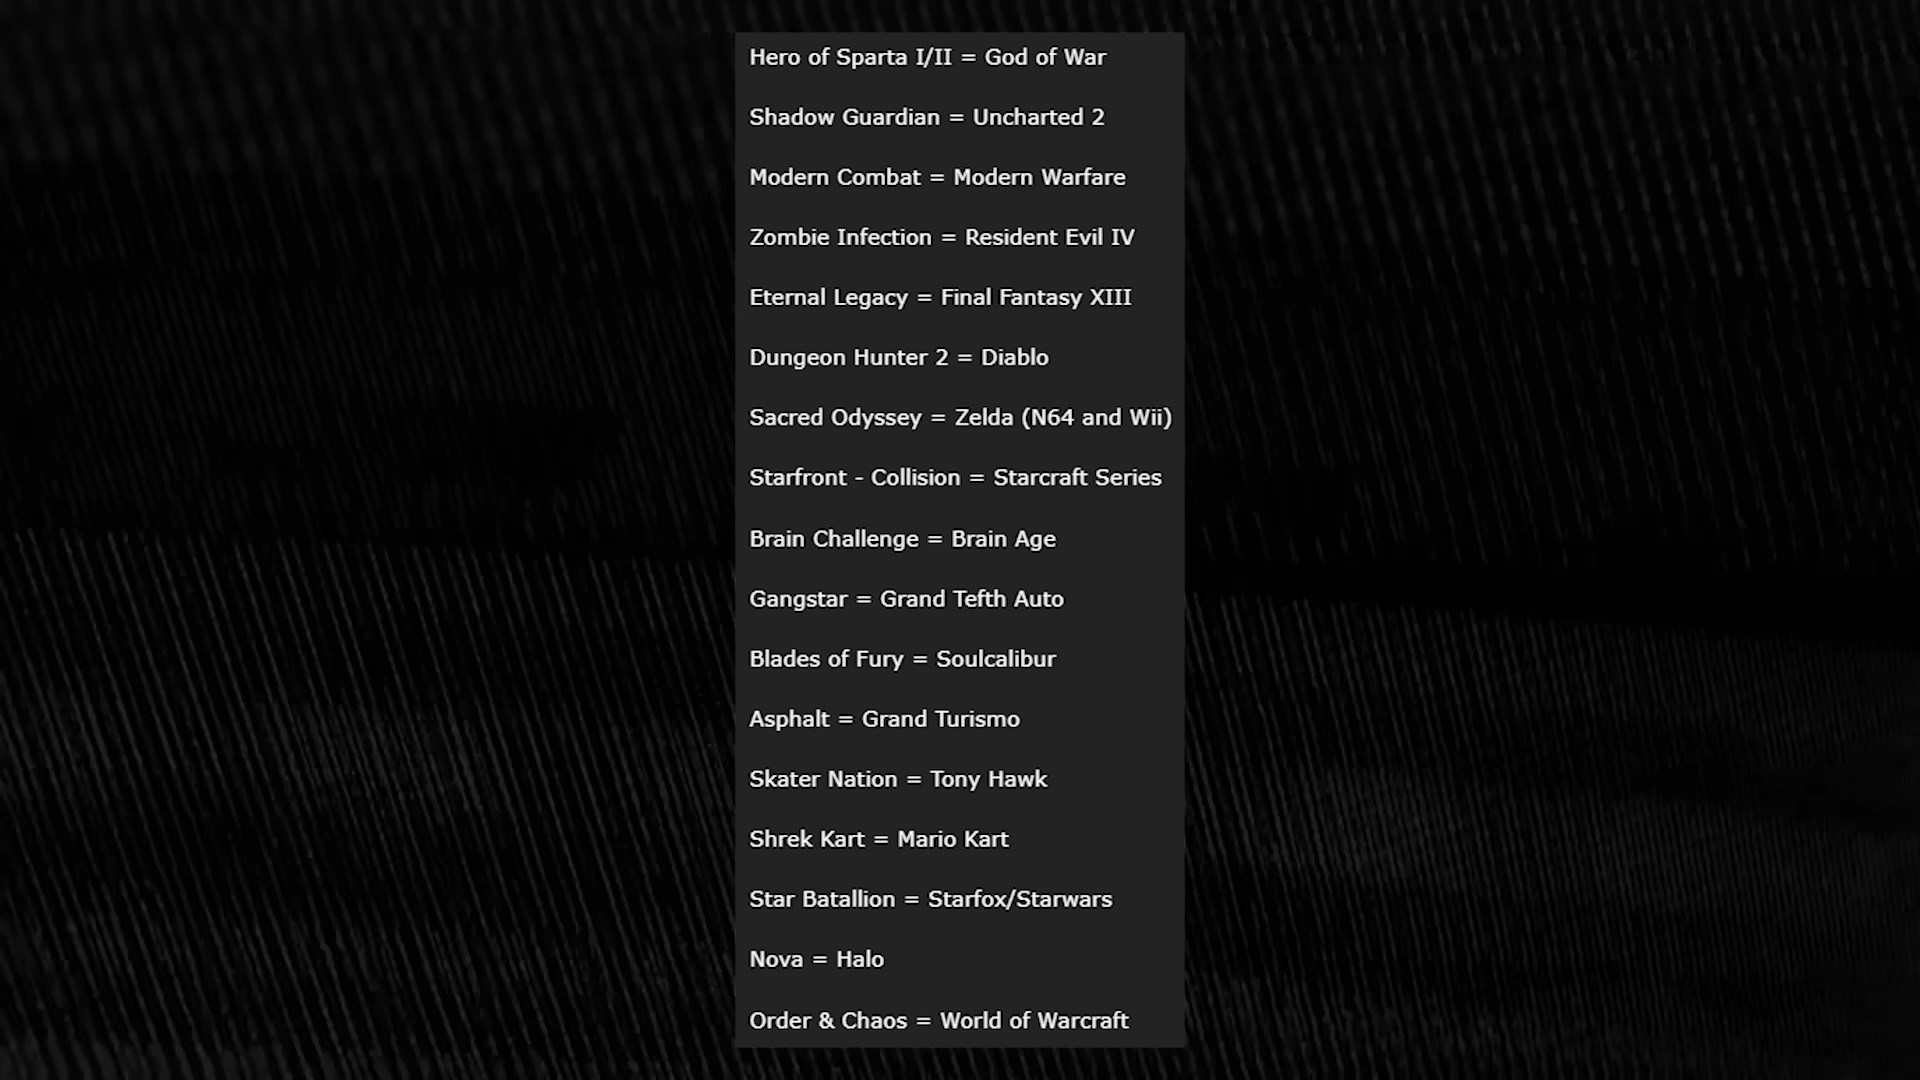 Hero of Sparta I/II = God of War
Shadow Guardian = Uncharted 2
Modern Combat = Modern Warfare
Zombie Infection = Resident Evil IV
Eternal Legacy = Final Fantasy XIII
Dungeon Hunter 2 = Diablo
Sacred Odyssey = Zelda (N64 and Wii)
Starfront - Collision = Starcraft Series
Brain Challenge = Brain Age
Gangstar = Grand Tefth Auto
Blades of Fury = Soulcalibur
Asphalt = Grand Turismo
Skater Nation = Tony Hawk
Shrek Kart = Mario Kart
Star Batallion = Starfox/Starwars
Nova = Halo
Order & Chaos = World of Warcraft